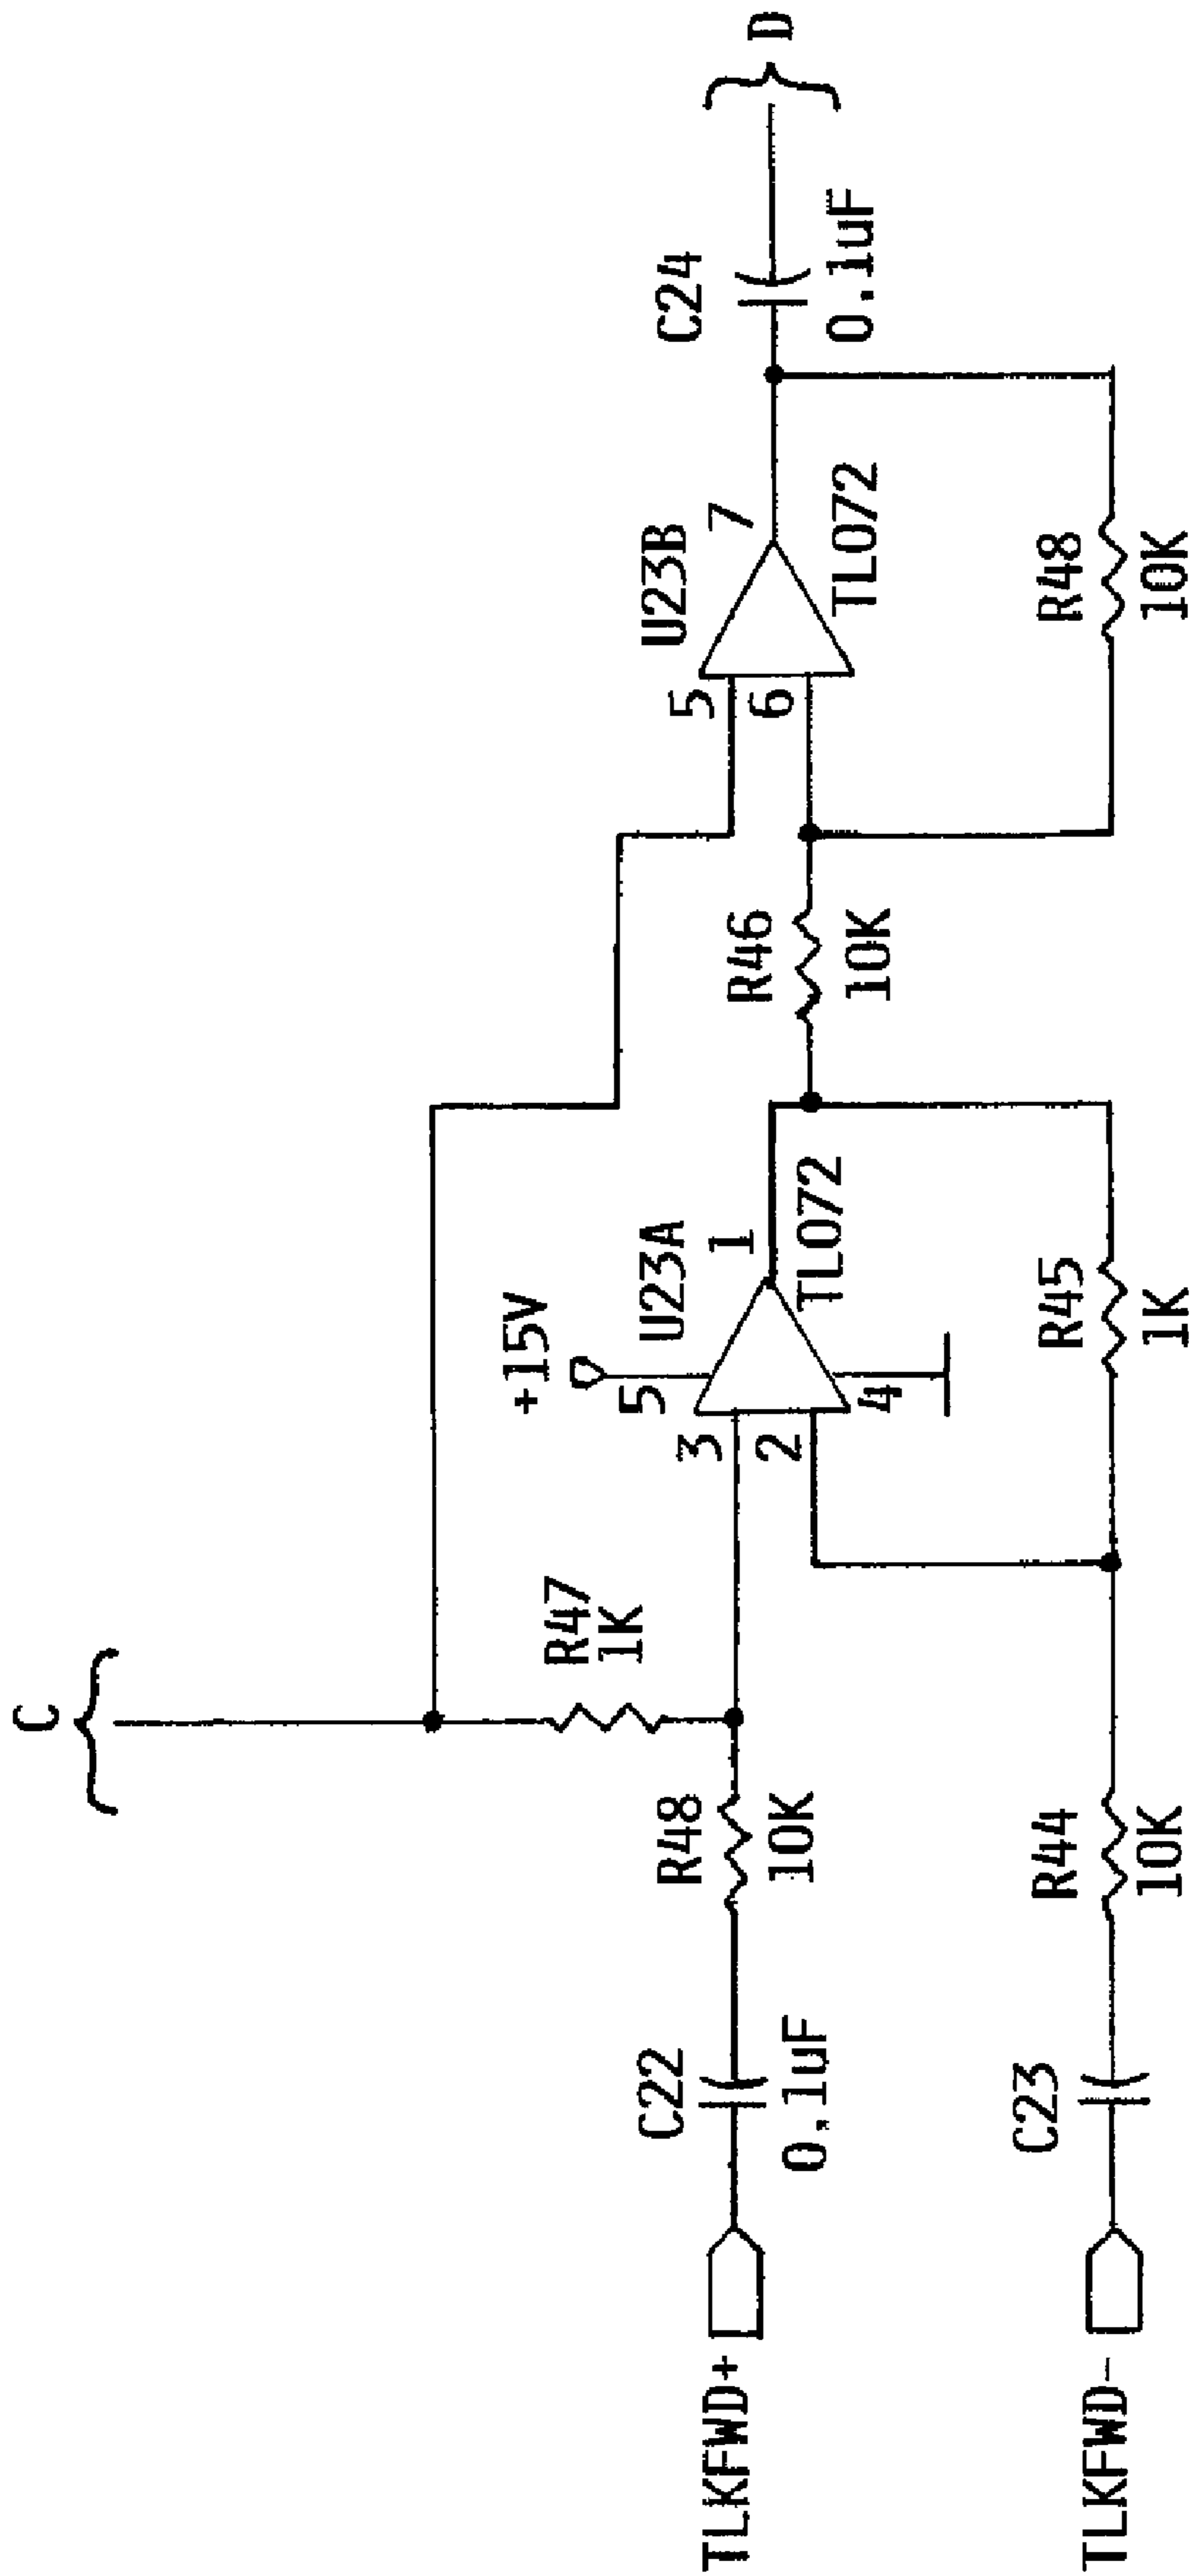 C
D
R47
1K
+15V
5
U23A
3
1
2
4
TL072
U23B
5
7
6
TL072
C24
0.1uF
TLKFWD+
C22
0.1uF
R48
10K
R46
10K
TLKFWD-
C23
R44
10K
R45
1K
R48
10K